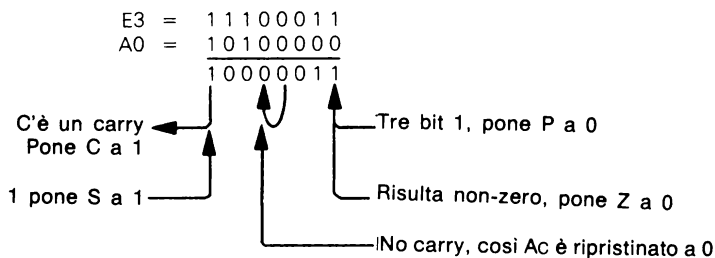 E3 = 11100011
A0 = 10100000
10000011
C'è un carry
Pone C a 1
Tre bit 1, pone P a 0
1 pone S a 1
Risulta non-zero, pone Z a 0
No carry, così AC è ripristinato a 0